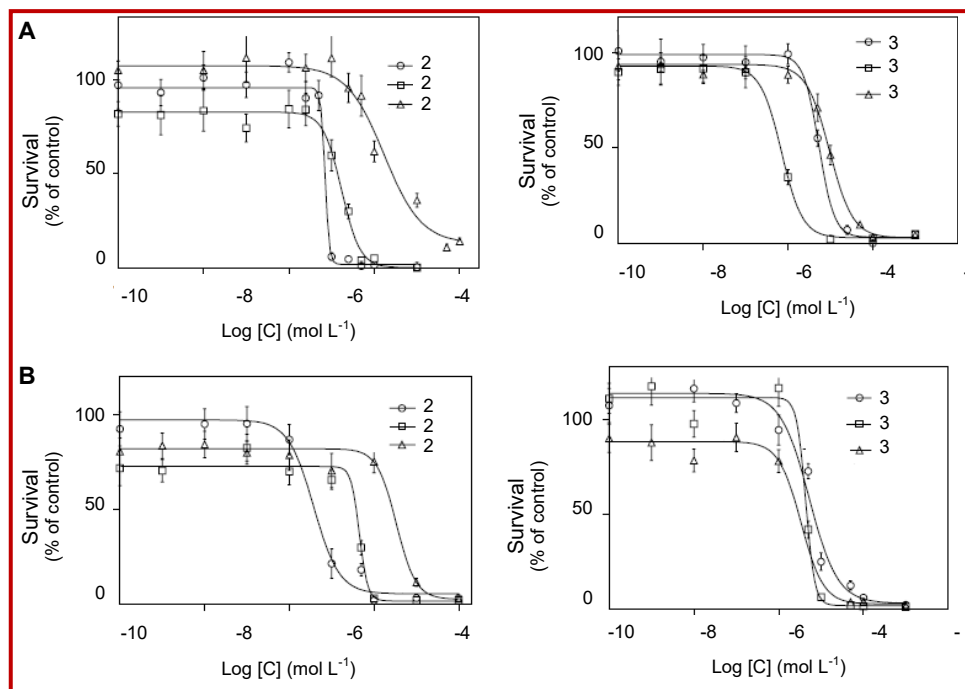 A
100
50
0
Survival
(% of control)
2
2
2
-10 -8 -6 -4
Log [C] (mol L-1)
100
50
0
Survival
(% of control)
3
3
3
-10 -8 -6 -4 -
Log [C] (mol L-1)
B
100
50
0
Survival
(% of control)
2
2
2
-10 -8 -6 -4
Log [C] (mol L-1)
100
50
0
Survival
(% of control)
3
3
3
-10 -8 -6 -4 -
Log [C] (mol L-1)